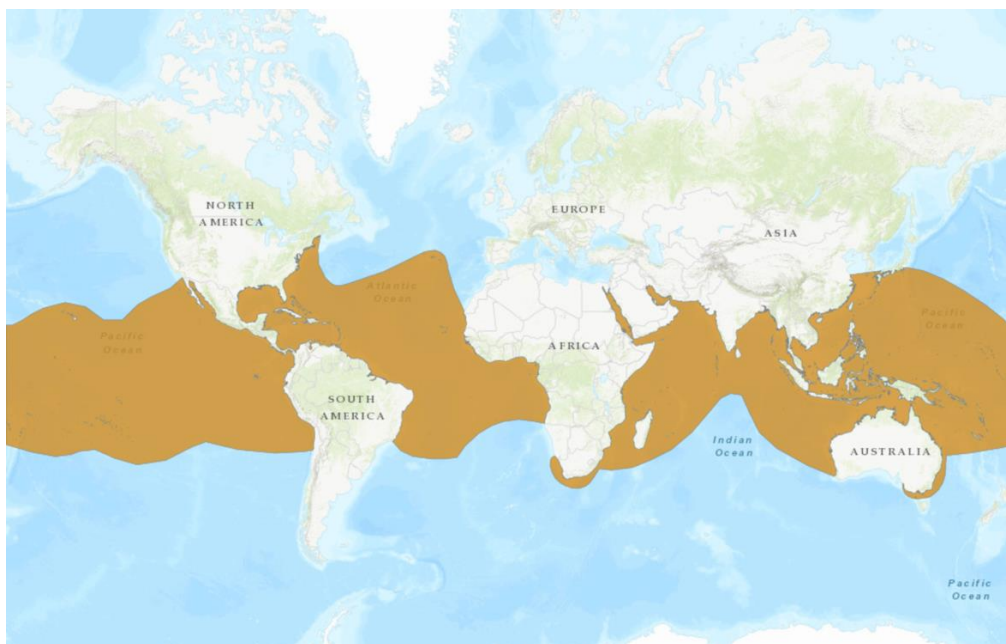 NORTH
AMERICA
EUROPE
ASIA
Atlantic
Ocean
Pacific
Ocean
Pacific
Ocean
AFRICA
SOUTH
AMERICA
Indian
Ocean
AUSTRALIA
Pacific
Ocean